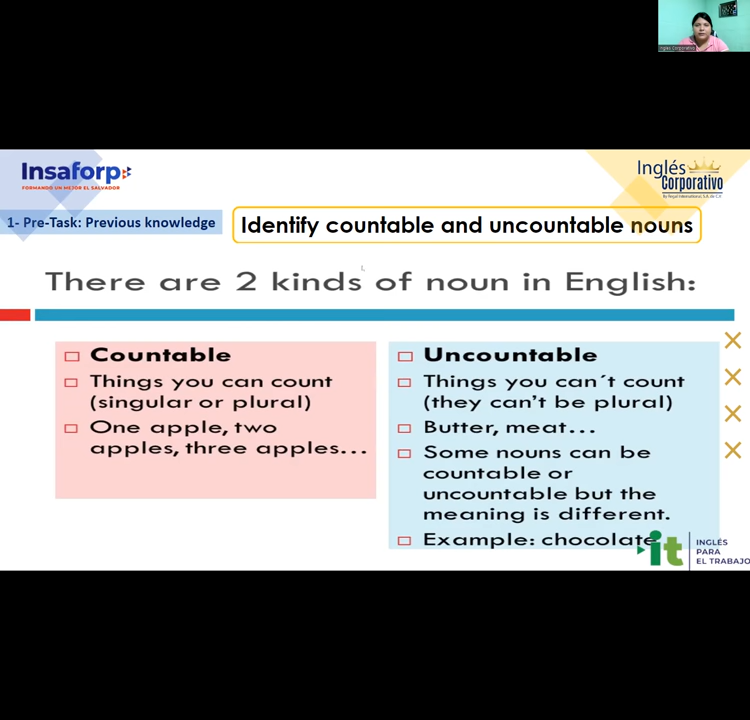 Inglés Corporativo
Insaforp
FORMANDO UN MEJOR EL SALVADOR
Inglés
Corporativo
By Royal International, S.A. de C.V.
1- Pre-Task: Previous knowledge
Identify countable and uncountable nouns
There are 2 kinds of noun in English:
Countable
Things you can count
(singular or plural)
One apple, two
apples, three apples...
Uncountable
Things you can´t count
(they can't be plural)
Butter, meat...
Some nouns can be
countable or
uncountable but the
meaning is different.
Example: chocolate
it
INGLÉS
PARA
EL TRABAJO